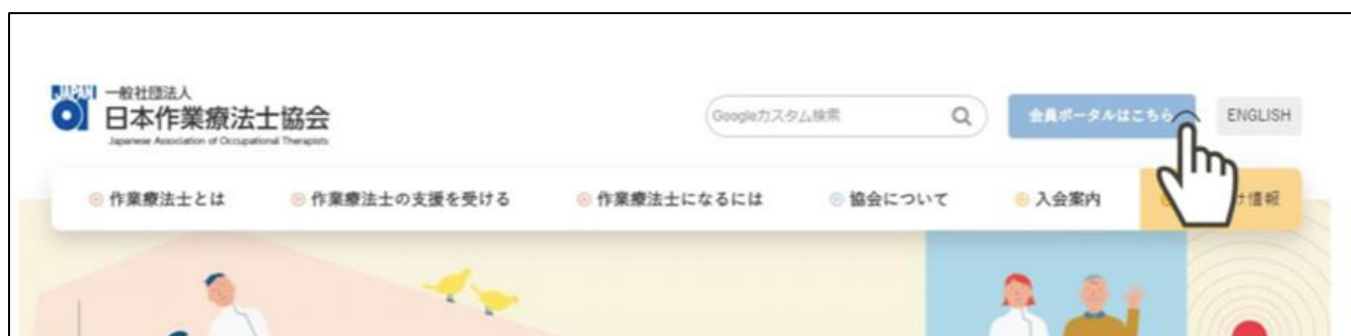 JAPAN
一般社団法人
日本作業療法士協会
Japanese Association of Occupational Therapists
Googleカスタム検索
会員ポータルはこちら
ENGLISH
作業療法士とは
作業療法士の支援を受ける
作業療法士になるには
協会について
入会案内
け情報